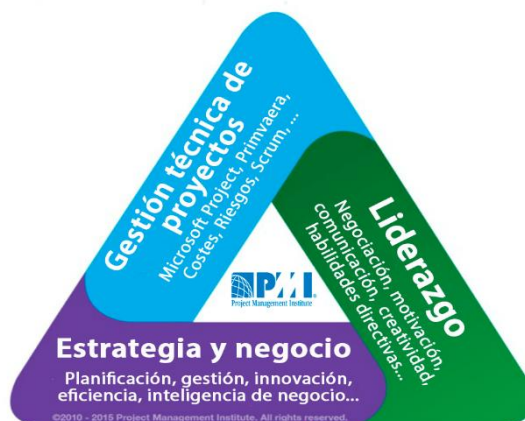 Gestión técnica de
proyectos
Microsoft Project, Primvaera,
Costes, Riesgos, Scrum, ...
Liderazgo
Negociación, motivación,
comunicación, creatividad,
habilidades directivas...
PMI
Project Management Institute
Estrategia y negocio
Planificación, gestión, innovación,
eficiencia, inteligencia de negocio...
©2010 - 2015 Project Management Institute. All rights reserved.